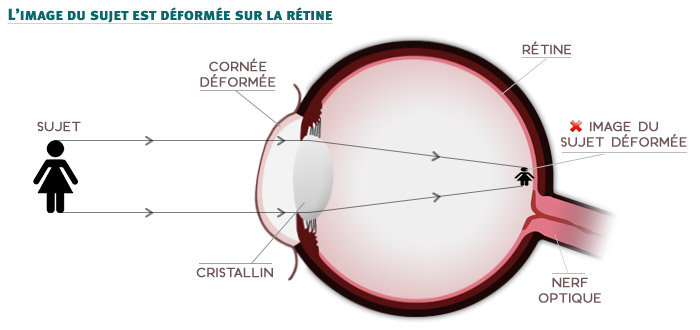 L'image du sujet est déformée sur la rétine
RÉTINE
CORNÉE
DÉFORMÉE
SUJET
IMAGE DU
SUJET DÉFORMÉE
CRISTALLIN
NERF
OPTIQUE